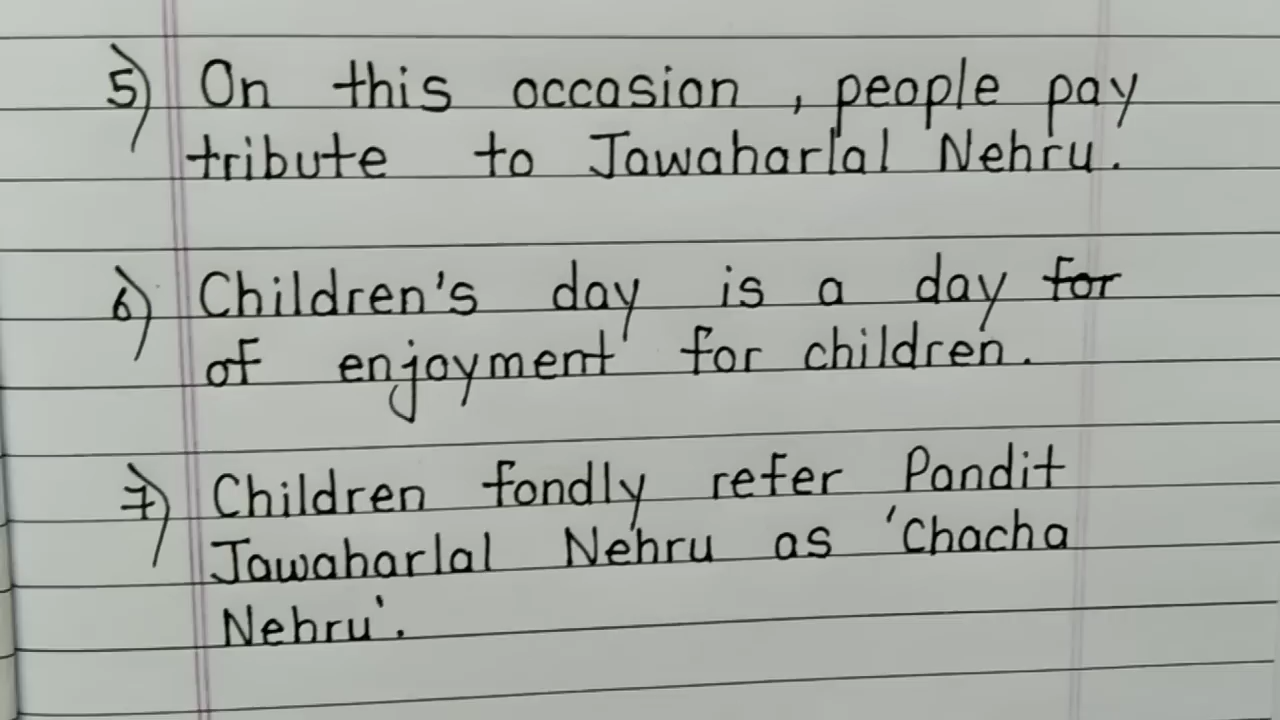 5) On this occasion, people pay
tribute to Jawaharlal Nehru.
6) Children's day is a day for
of enjoyment for children.
7) Children fondly refer Pandit
Jawaharlal Nehru as 'Chacha
Nehru'.